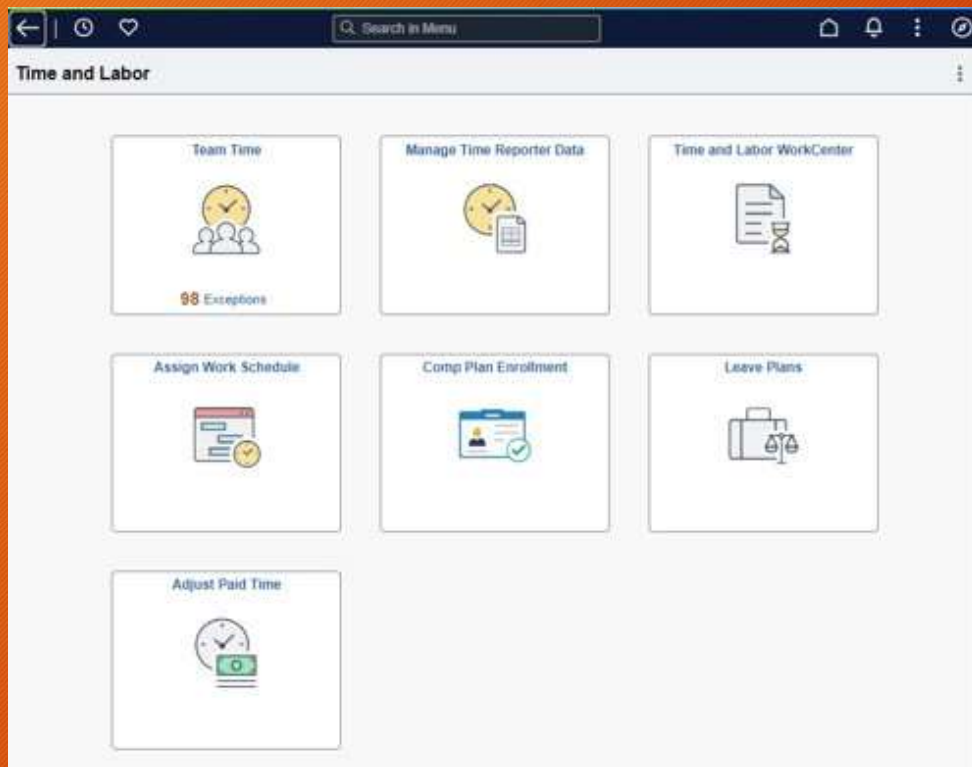 Search in Menu
Time and Labor
Team Time
98 Exceptions
Manage Time Reporter Data
Time and Labor WorkCenter
Assign Work Schedule
Comp Plan Enrollment
Leave Plans
Adjust Paid Time